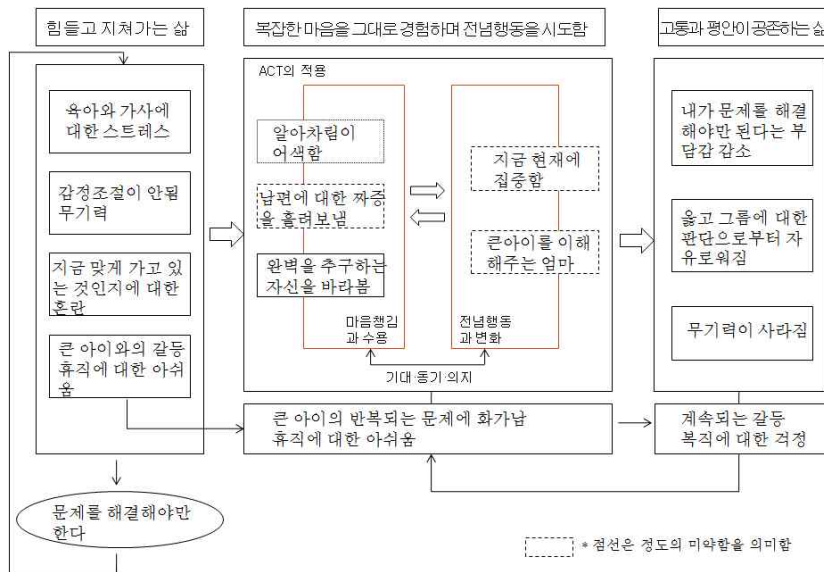 힘들고 지쳐가는 삶
복잡한 마음을 그대로 경험하며 전념행동을 시도함
고통과 평안이 공존하는 삶
육아와 가사에
대한 스트레스
감정조절이 안됨
무기력
지금 맞게 가고 있
는 것인지에 대한
혼란
큰 아이와의 갈등
휴직에 대한 아쉬
움
문제를 해결해야만
한다
ACT의 적용
알아차림이
어색함
남편에 대한 짜증
을 흘려보냄
완벽을 추구하는
자신을 바라봄
마음챙김
과 수용
지금 현재에
집중함
큰아이를 이해
해주는 엄마
전념행동
과 변화
기대·동기·의지
큰 아이의 반복되는 문제에 화가남
휴직에 대한 아쉬움
내가 문제를 해결
해야만 된다는 부
담감 감소
옳고 그름에 대한
판단으로부터 자
유로워짐
무기력이 사라짐
계속되는 갈등
복직에 대한 걱정
* 점선은 정도의 미약함을 의미함